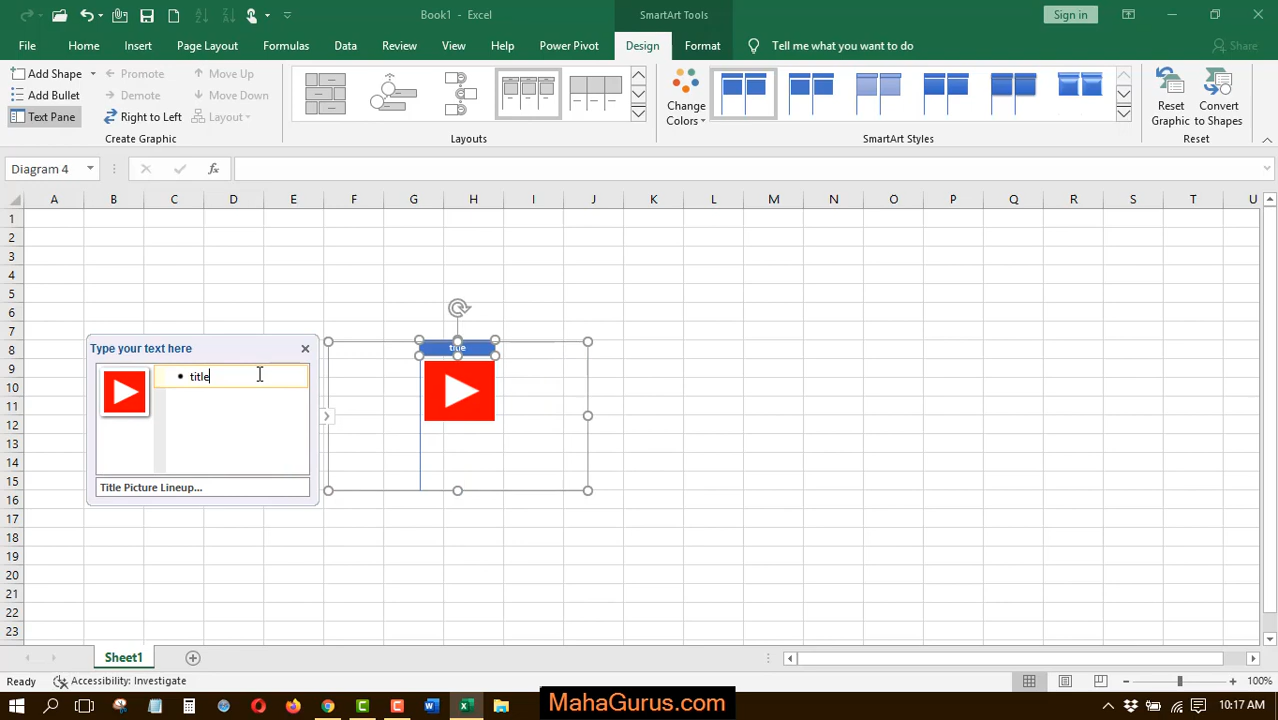 Book1 - Excel
SmartArt Tools
Sign in
File
Home
Insert
Page Layout
Formulas
Data
Review
View
Help
Power Pivot
Design
Format
Tell me what you want to do
Share
Add Shape
Promote
Move Up
Add Bullet
Demote
Move Down
Text Pane
Right to Left
Layout
Create Graphic
Layouts
Change Colors
SmartArt Styles
Reset Graphic
Convert to Shapes
Reset
Diagram 4
fx
A B C D E F G H I J K L M N O P Q R S T U
1
2
3
4
5
6
7
8
9
10
11
12
13
14
15
16
17
18
19
20
21
22
23
Type your text here
• title
Title Picture Lineup...
title
Sheet1
Ready
Accessibility: Investigate
100%
MahaGurus.com
10:17 AM